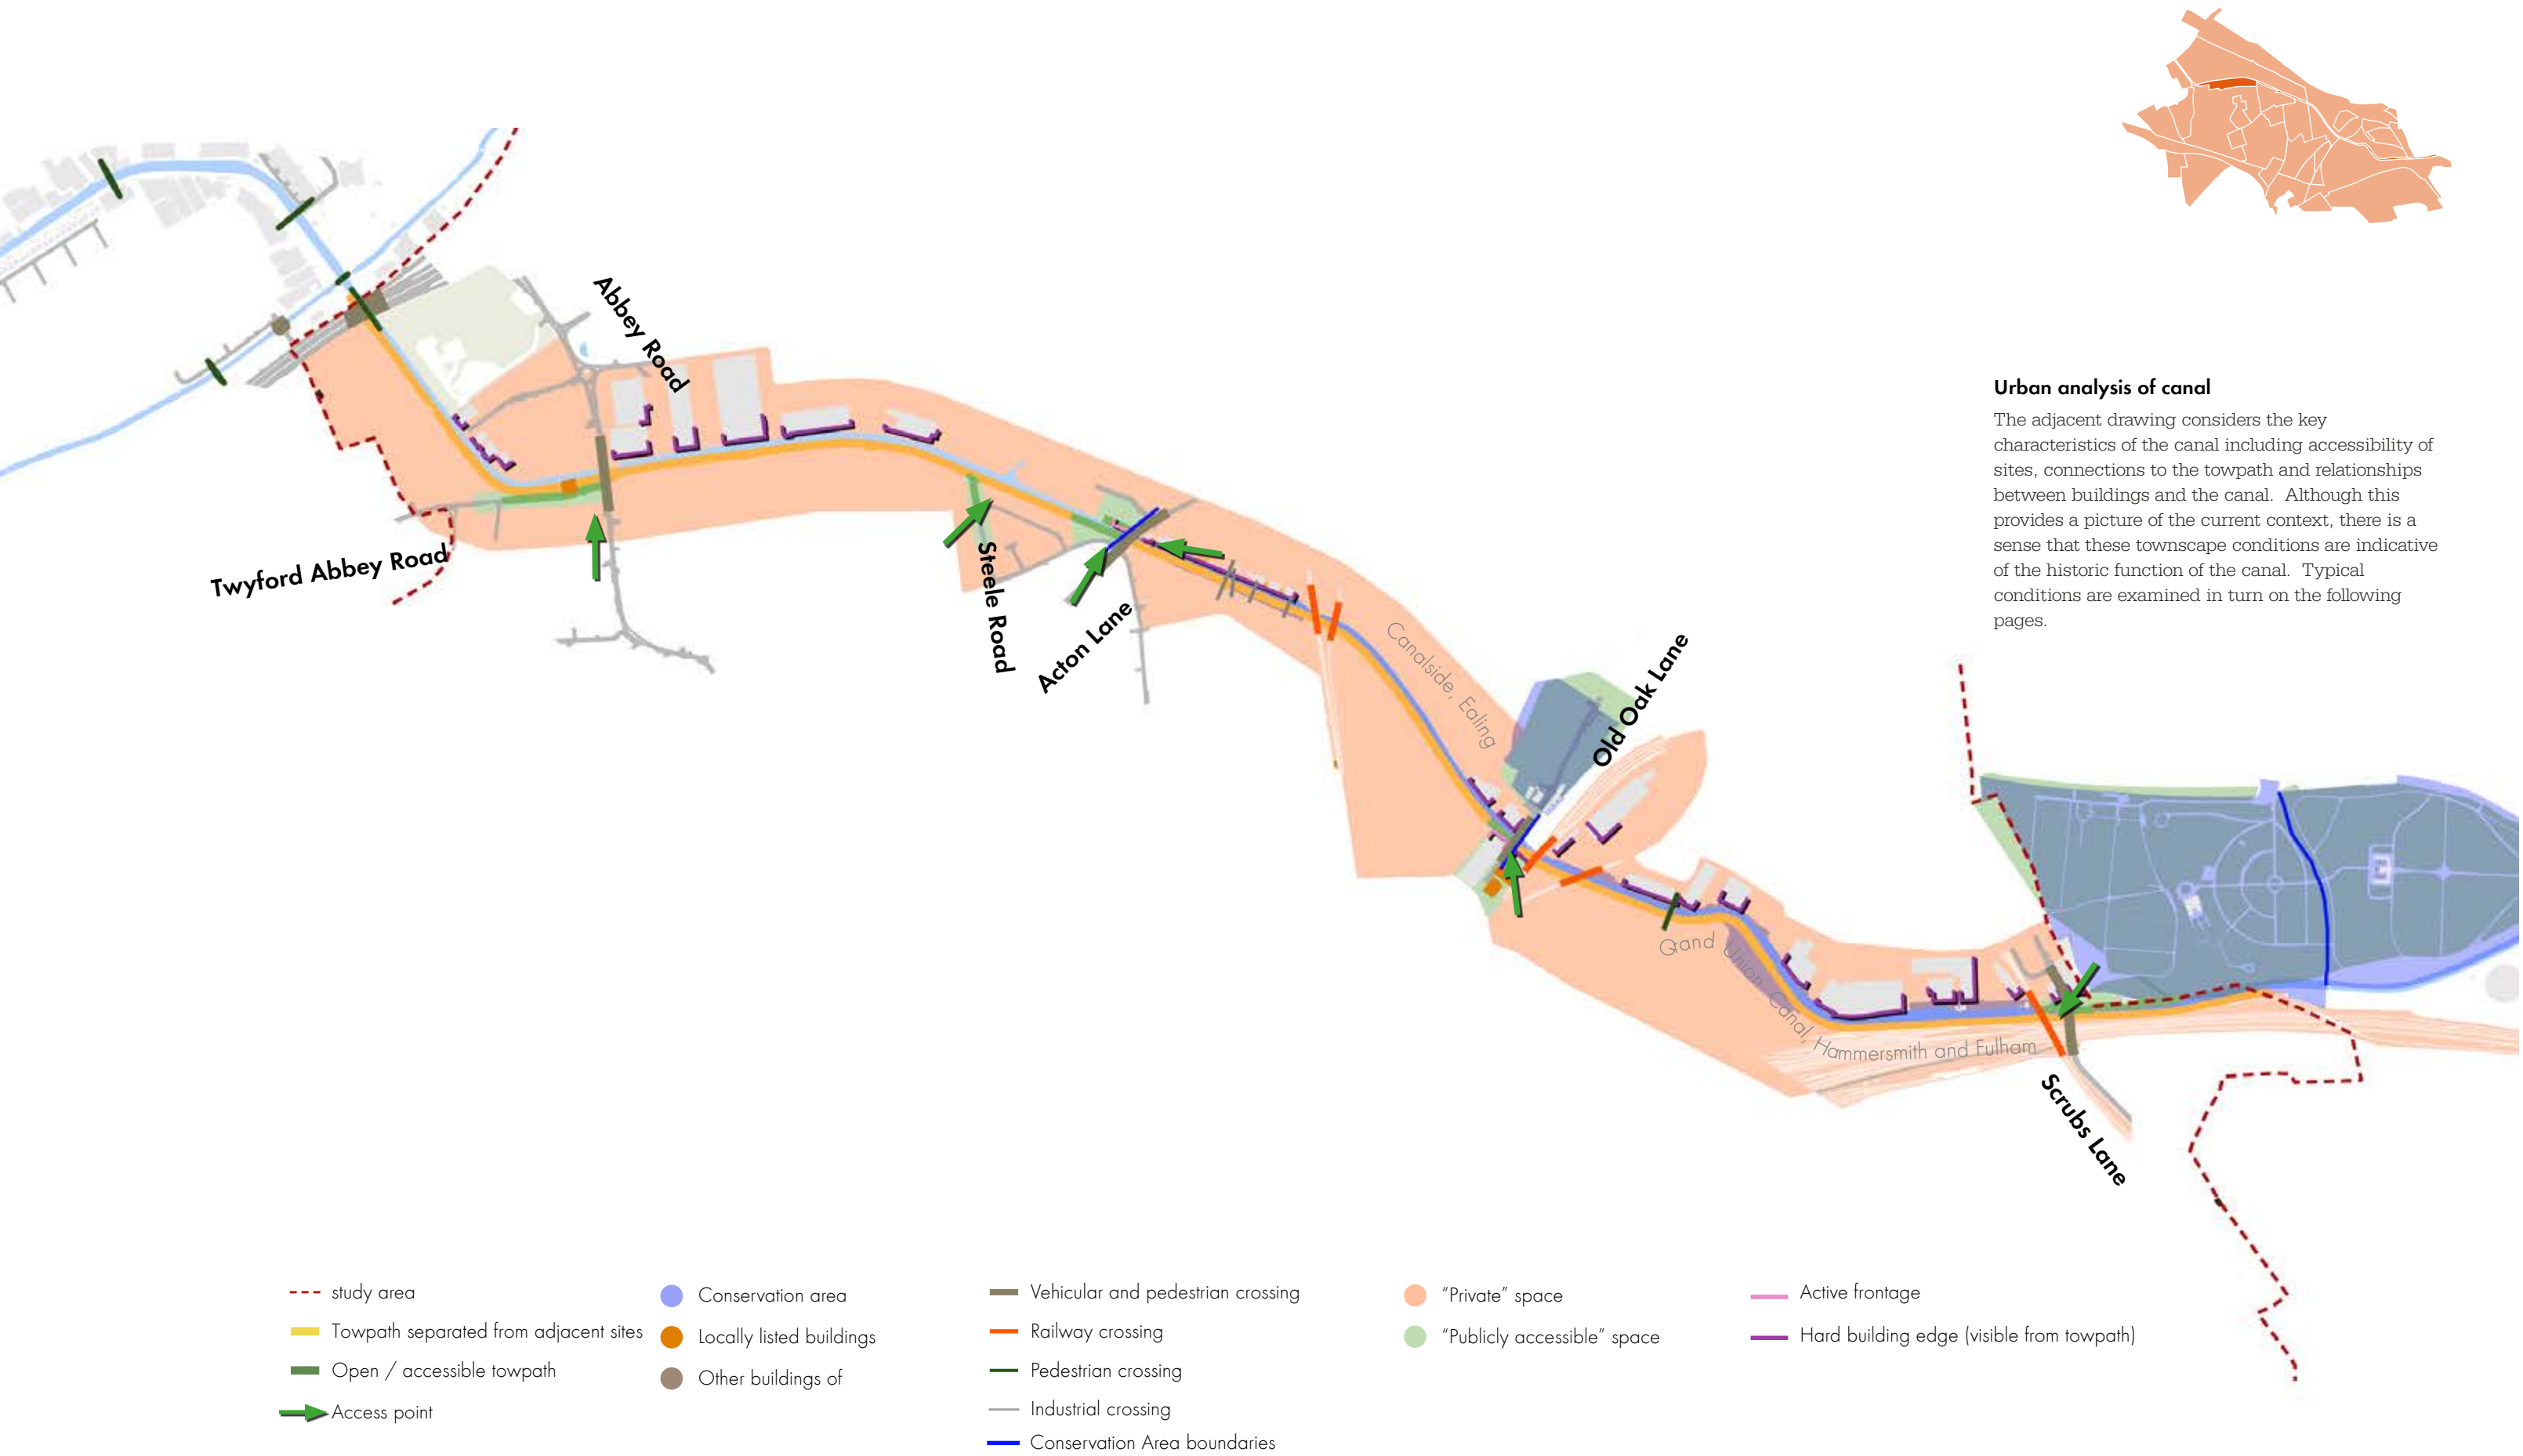 Abbey Road
Twyford Abbey Road
Steele Road
Acton Lane
Canalside, Ealing
Old Oak Lane
Grand Union Canal, Hammersmith and Fulham
Scrubs Lane
Urban analysis of canal
The adjacent drawing considers the key
characteristics of the canal including accessibility of
sites, connections to the towpath and relationships
between buildings and the canal.  Although this
provides a picture of the current context, there is a
sense that these townscape conditions are indicative
of the historic function of the canal.  Typical
conditions are examined in turn on the following
pages.
study area
Towpath separated from adjacent sites
Open / accessible towpath
Access point
Conservation area
Locally listed buildings
Other buildings of
Vehicular and pedestrian crossing
Railway crossing
Pedestrian crossing
Industrial crossing
Conservation Area boundaries
“Private” space
“Publicly accessible” space
Active frontage
Hard building edge (visible from towpath)